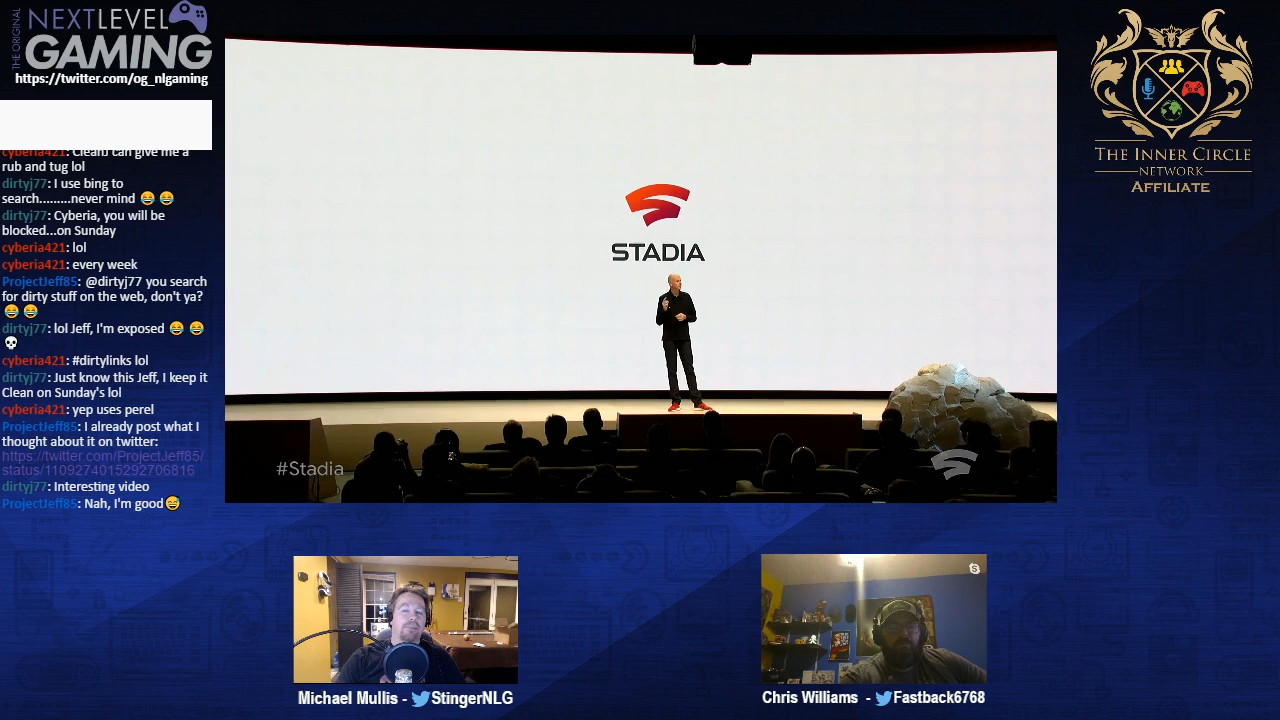 THE ORIGINAL
NEXTLEVEL
GAMING
https://twitter.com/og_nlgaming
cyberia421: CleanJ can give me a
rub and tug lol
dirtyj77: I use bing to
search.........never mind 😂 😂
dirtyj77: Cyberia, you will be
blocked...on Sunday
cyberia421: lol
cyberia421: every week
ProjectJeff85: @dirtyj77 you search
for dirty stuff on the web, don't ya?
😂 😂
dirtyj77: lol Jeff, I'm exposed 😂 😂
💀
cyberia421: #dirtylinks lol
dirtyj77: Just know this Jeff, I keep it
Clean on Sunday's lol
cyberia421: yep uses perel
ProjectJeff85: I already post what I
thought about it on twitter:
https://twitter.com/ProjectJeff85/
status/1109274015292706816
dirtyj77: Interesting video
ProjectJeff85: Nah, I'm good😅
STADIA
#Stadia
THE INNER CIRCLE
NETWORK
AFFILIATE
Michael Mullis - StingerNLG
Chris Williams - Fastback6768